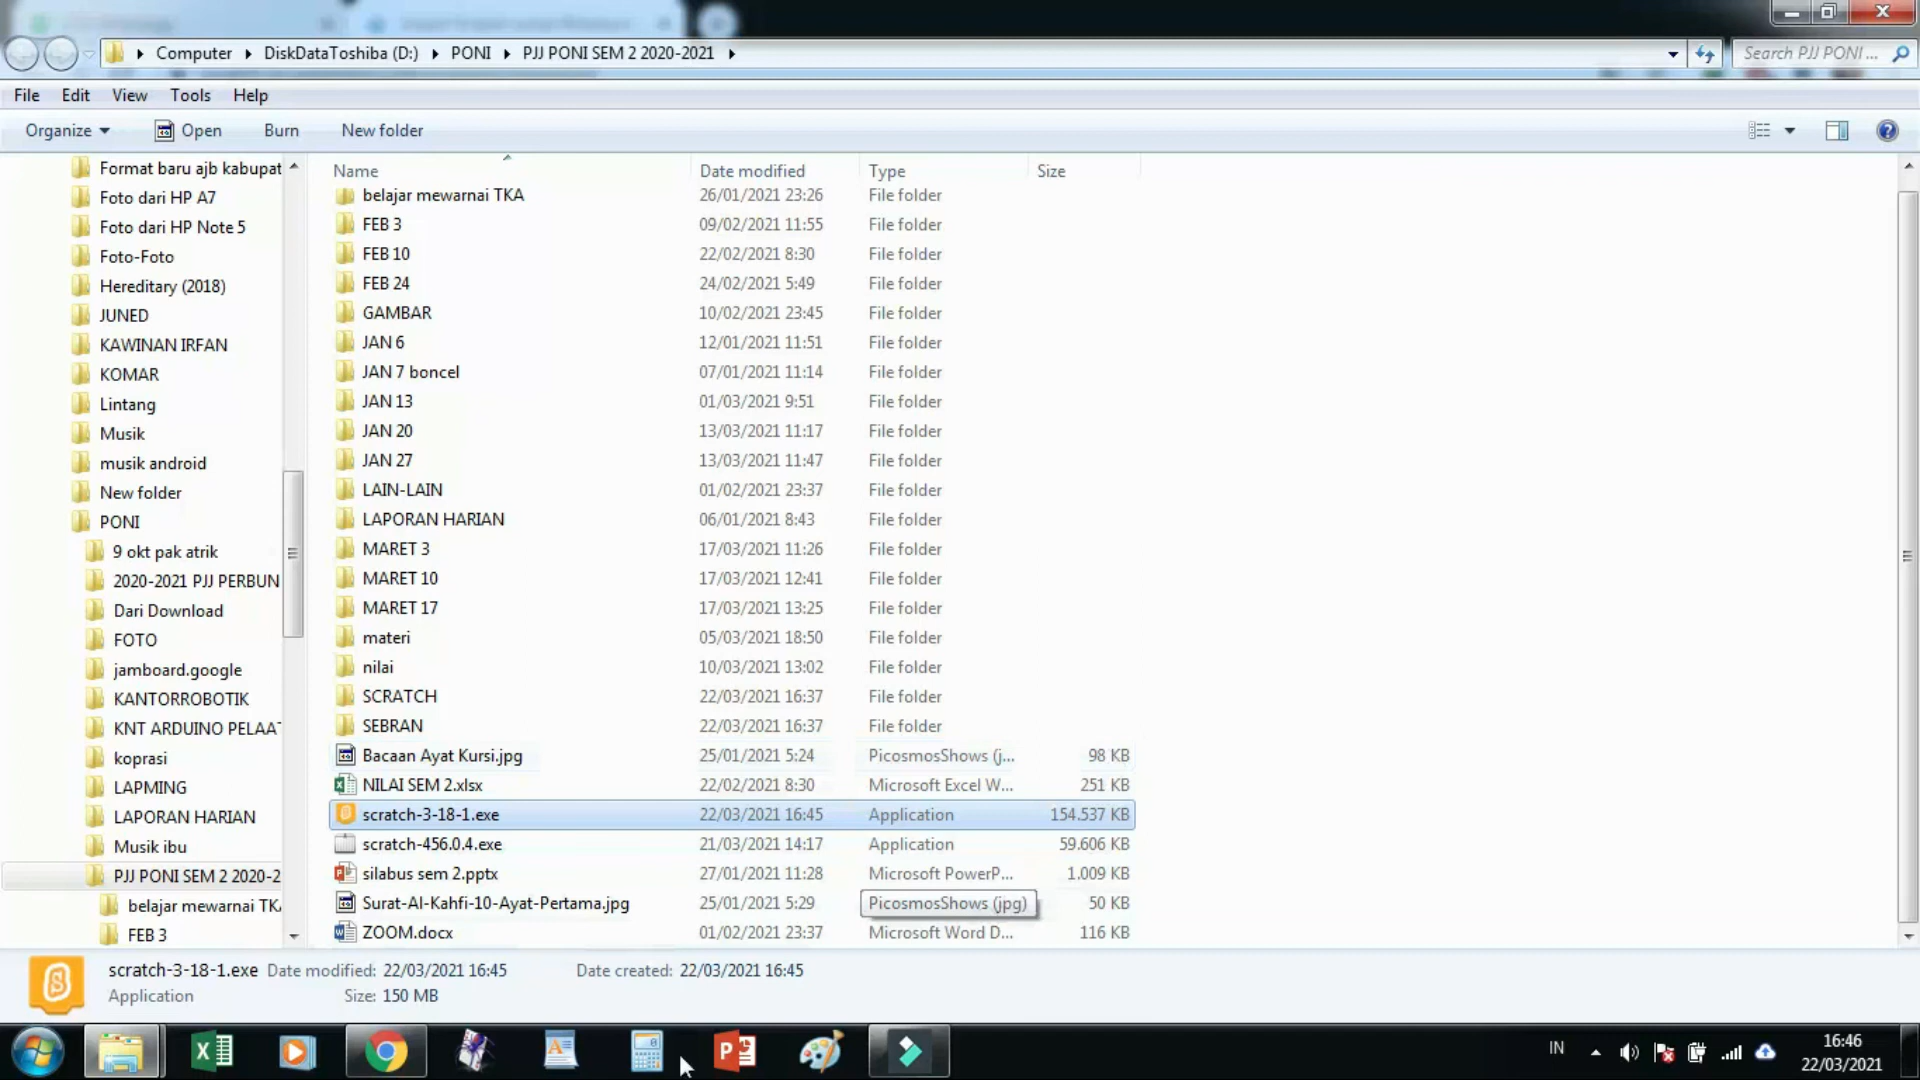 Computer DiskDataToshiba (D:) PONI PJJ PONI SEM 2 2020-2021
Search PJJ PONI ...
File Edit View Tools Help
Organize Open Burn New folder
Name Date modified Type Size
Format baru ajb kabupat
Foto dari HP A7
Foto dari HP Note 5
Foto-Foto
Hereditary (2018)
JUNED
KAWINAN IRFAN
KOMAR
Lintang
Musik
musik android
New folder
PONI
9 okt pak atrik
2020-2021 PJJ PERBUN
Dari Download
FOTO
jamboard.google
KANTORROBOTIK
KNT ARDUINO PELAAT
koprasi
LAPMING
LAPORAN HARIAN
Musik ibu
PJJ PONI SEM 2 2020-2
belajar mewarnai TKA
FEB 3
belajar mewarnai TKA 26/01/2021 23:26 File folder
FEB 3 09/02/2021 11:55 File folder
FEB 10 22/02/2021 8:30 File folder
FEB 24 24/02/2021 5:49 File folder
GAMBAR 10/02/2021 23:45 File folder
JAN 6 12/01/2021 11:51 File folder
JAN 7 boncel 07/01/2021 11:14 File folder
JAN 13 01/03/2021 9:51 File folder
JAN 20 13/03/2021 11:17 File folder
JAN 27 13/03/2021 11:47 File folder
LAIN-LAIN 01/02/2021 23:37 File folder
LAPORAN HARIAN 06/01/2021 8:43 File folder
MARET 3 17/03/2021 11:26 File folder
MARET 10 17/03/2021 12:41 File folder
MARET 17 17/03/2021 13:25 File folder
materi 05/03/2021 18:50 File folder
nilai 10/03/2021 13:02 File folder
SCRATCH 22/03/2021 16:37 File folder
SEBRAN 22/03/2021 16:37 File folder
Bacaan Ayat Kursi.jpg 25/01/2021 5:24 PicosmosShows (j... 98 KB
NILAI SEM 2.xlsx 22/02/2021 8:30 Microsoft Excel W... 251 KB
scratch-3-18-1.exe 22/03/2021 16:45 Application 154.537 KB
scratch-456.0.4.exe 21/03/2021 14:17 Application 59.606 KB
silabus sem 2.pptx 27/01/2021 11:28 Microsoft PowerP... 1.009 KB
Surat-Al-Kahfi-10-Ayat-Pertama.jpg 25/01/2021 5:29 PicosmosShows (jpg) 50 KB
ZOOM.docx 01/02/2021 23:37 Microsoft Word D... 116 KB
scratch-3-18-1.exe Date modified: 22/03/2021 16:45 Date created: 22/03/2021 16:45
Application Size: 150 MB
IN
16:46
22/03/2021